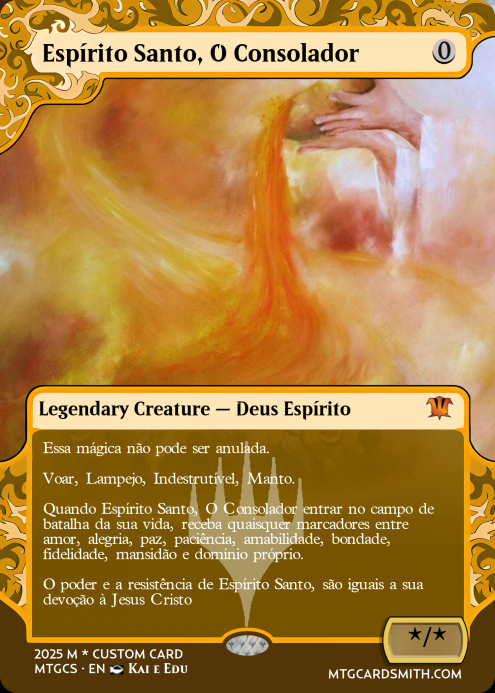 Espírito Santo, O Consolador
0
Legendary Creature — Deus Espírito
Essa mágica não pode ser anulada.
Voar, Lampejo, Indestrutível, Manto.
Quando Espírito Santo, O Consolador entrar no campo de
batalha da sua vida, receba quaisquer marcadores entre
amor, alegria, paz, paciência, amabilidade, bondade,
fidelidade, mansidão e domínio próprio.
O poder e a resistência de Espírito Santo, são iguais a sua
devoção à Jesus Cristo
★/★
2025 M * CUSTOM CARD
MTGCS · EN KAI E EDU
MTGCARDSMITH.COM